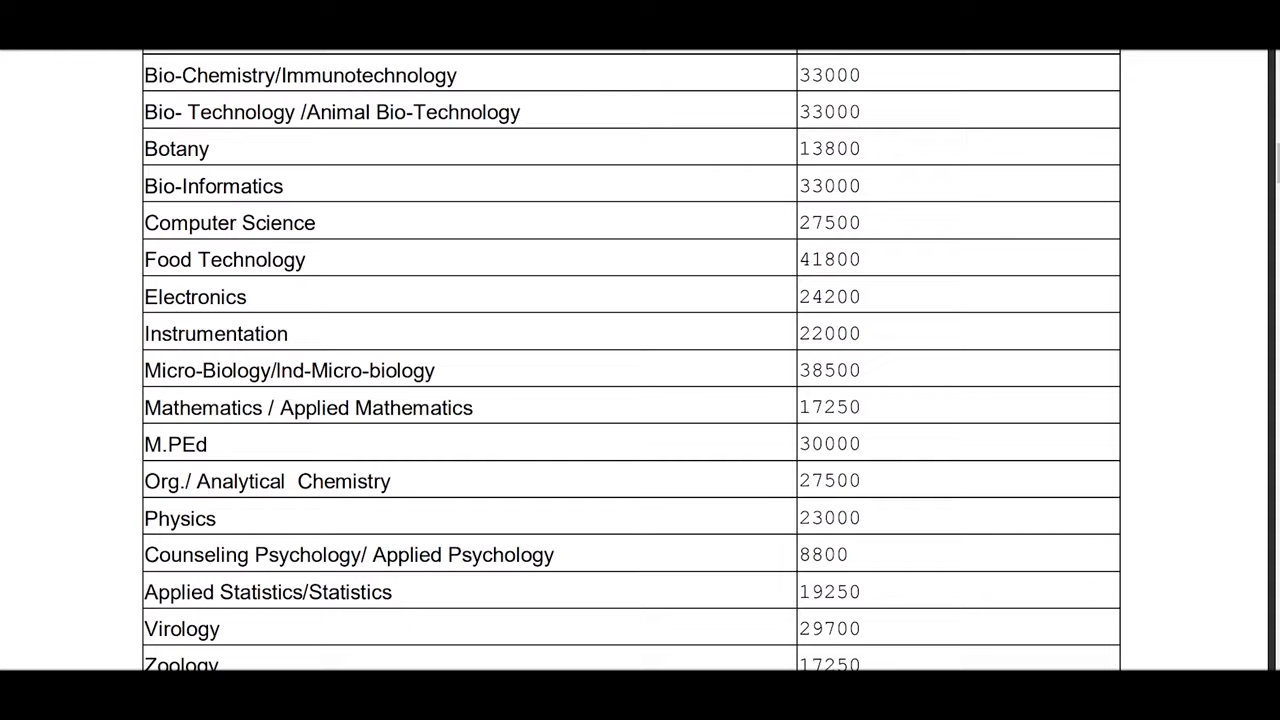 Bio-Chemistry/Immunotechnology 33000
Bio- Technology /Animal Bio-Technology 33000
Botany 13800
Bio-Informatics 33000
Computer Science 27500
Food Technology 41800
Electronics 24200
Instrumentation 22000
Micro-Biology/Ind-Micro-biology 38500
Mathematics / Applied Mathematics 17250
M.PEd 30000
Org./ Analytical  Chemistry 27500
Physics 23000
Counseling Psychology/ Applied Psychology 8800
Applied Statistics/Statistics 19250
Virology 29700
Zoology 17250